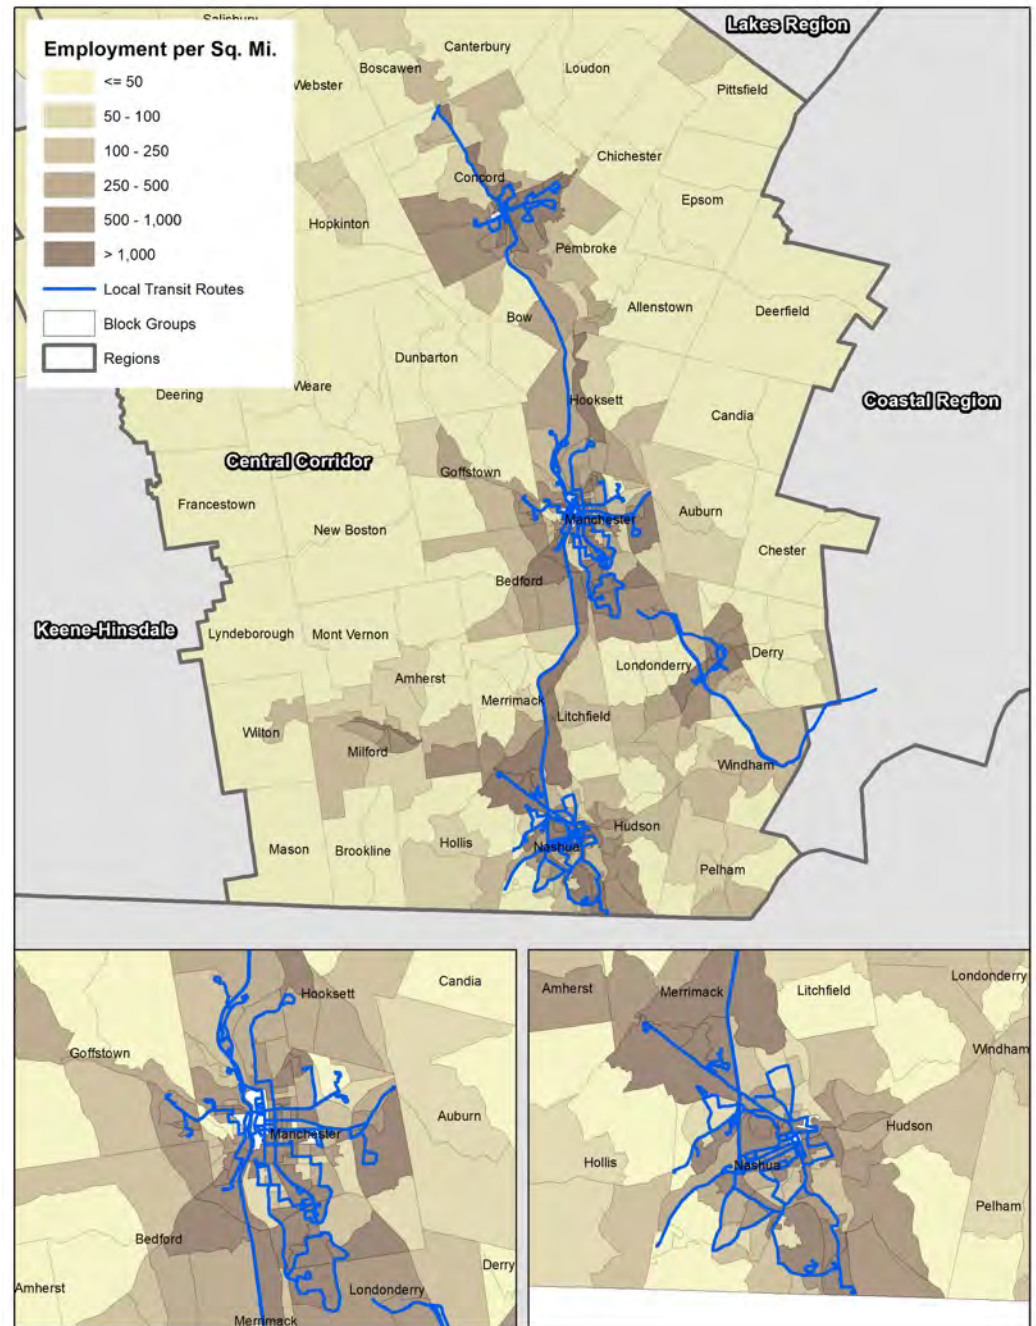 Salisbury
Lakes Region
Employment per Sq. Mi.
<= 50
50 - 100
100 - 250
250 - 500
500 - 1,000
> 1,000
Local Transit Routes
Block Groups
Regions
Canterbury
Boscawen
Loudon
Webster
Pittsfield
Chichester
Concord
Epsom
Hopkinton
Pembroke
Allenstown
Deerfield
Bow
Dunbarton
Weare
Deering
Hooksett
Coastal Region
Candia
Central Corridor
Goffstown
Francestown
Auburn
Manchester
New Boston
Chester
Bedford
Keene-Hinsdale
Lyndeborough
Mont Vernon
Derry
Londonderry
Amherst
Merrimack
Litchfield
Wilton
Milford
Windham
Hudson
Hollis
Nashua
Mason
Brookline
Pelham
Candia
Hooksett
Goffstown
Auburn
Manchester
Bedford
Derry
Amherst
Londonderry
Merrimack
Londonderry
Amherst
Merrimack
Litchfield
Windham
Hudson
Hollis
Nashua
Pelham